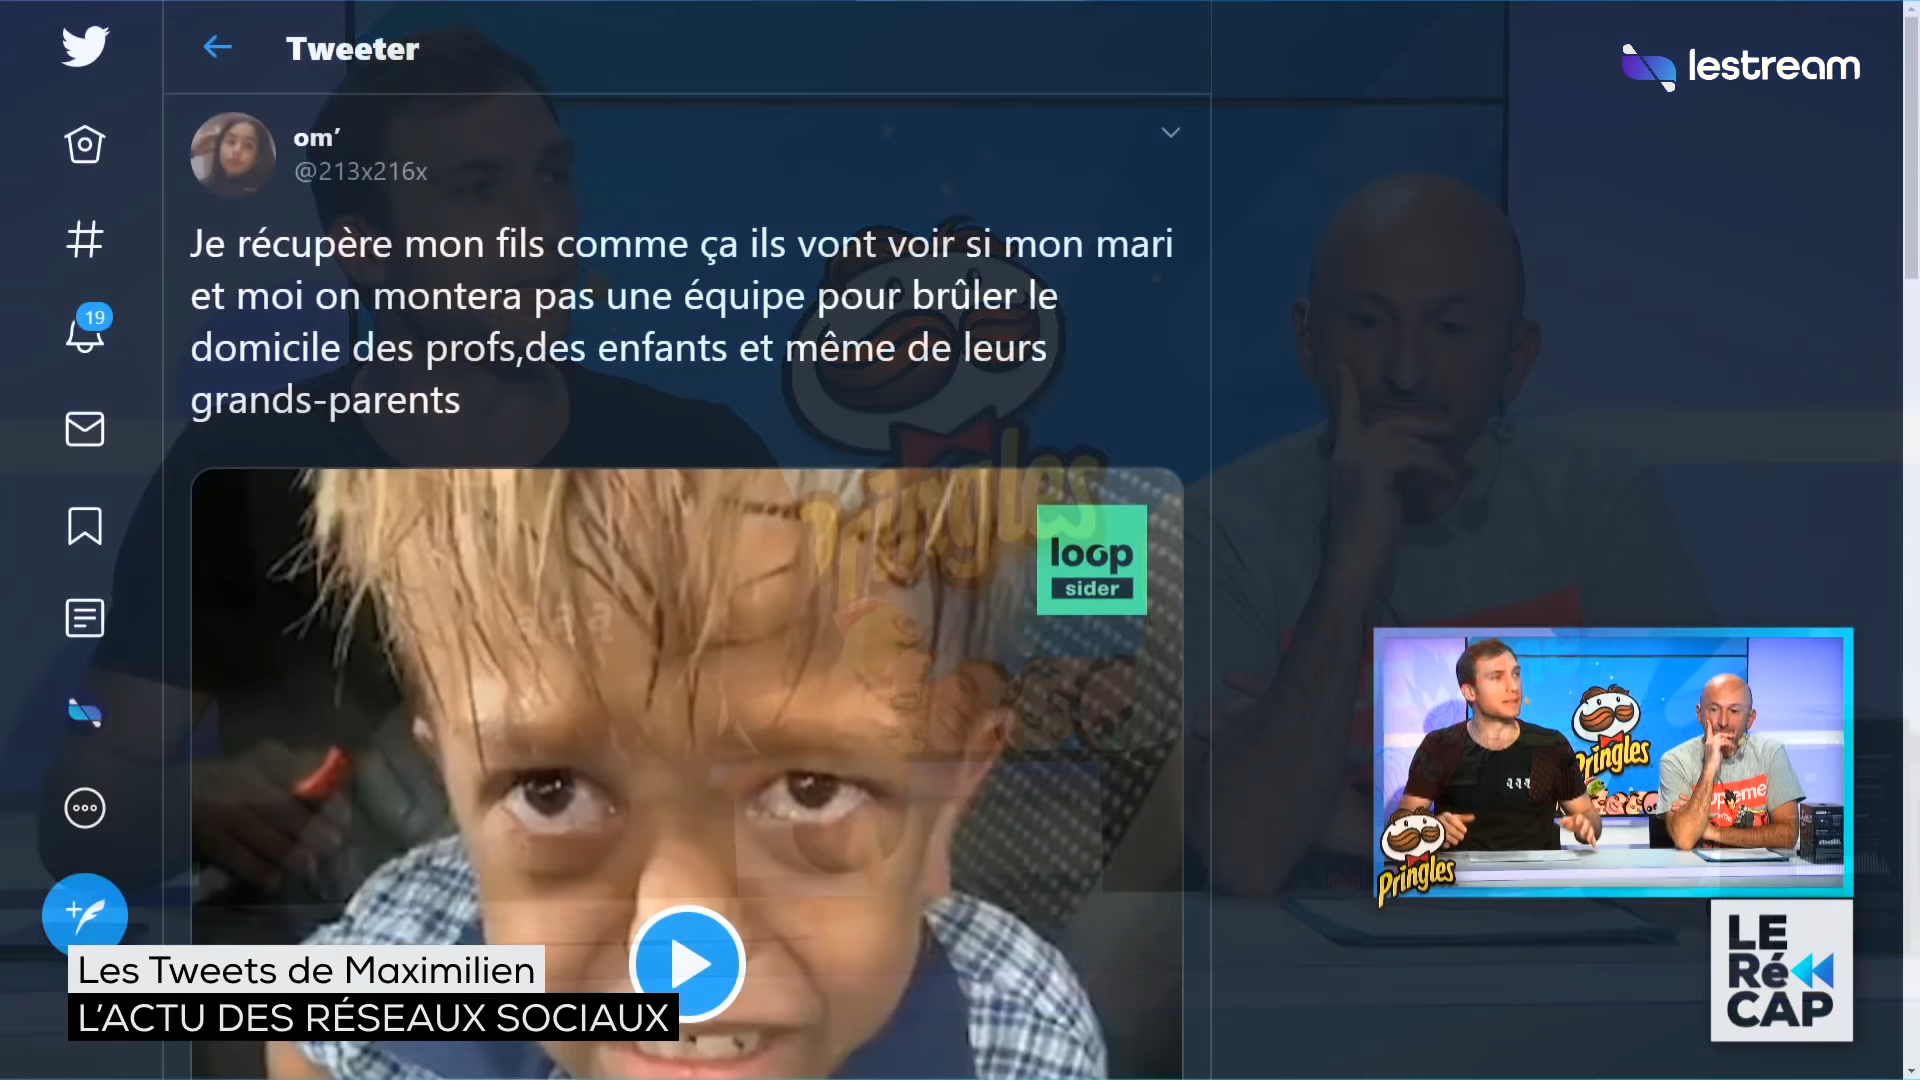 Tweeter
lestream
om’
@213x216x
Je récupère mon fils comme ça ils vont voir si mon mari
et moi on montera pas une équipe pour brûler le
domicile des profs,des enfants et même de leurs
grands-parents
19
Pringles
loop
sider
Pringles
Pringles
Les Tweets de Maximilien
L’ACTU DES RÉSEAUX SOCIAUX
LE
Ré
CAP